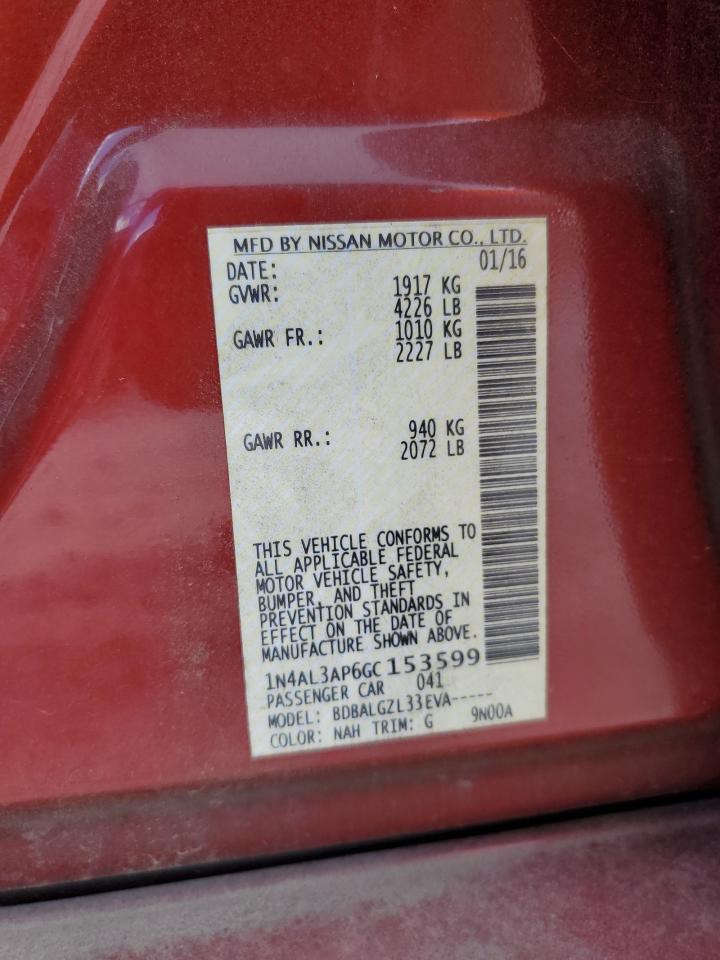 MFD BY NISSAN MOTOR CO., LTD.
DATE: 01/16
GVWR: 1917 KG
4226 LB
GAWR FR.: 1010 KG
2227 LB
GAWR RR.: 940 KG
2072 LB
THIS VEHICLE CONFORMS TO
ALL APPLICABLE FEDERAL
MOTOR VEHICLE SAFETY,
BUMPER, AND THEFT
PREVENTION STANDARDS IN
EFFECT ON THE DATE OF
MANUFACTURE SHOWN ABOVE.
1N4AL3AP6GC153599
PASSENGER CAR 041
MODEL: BDBALGZL33EVA-----
COLOR: NAH TRIM: G 9N00A